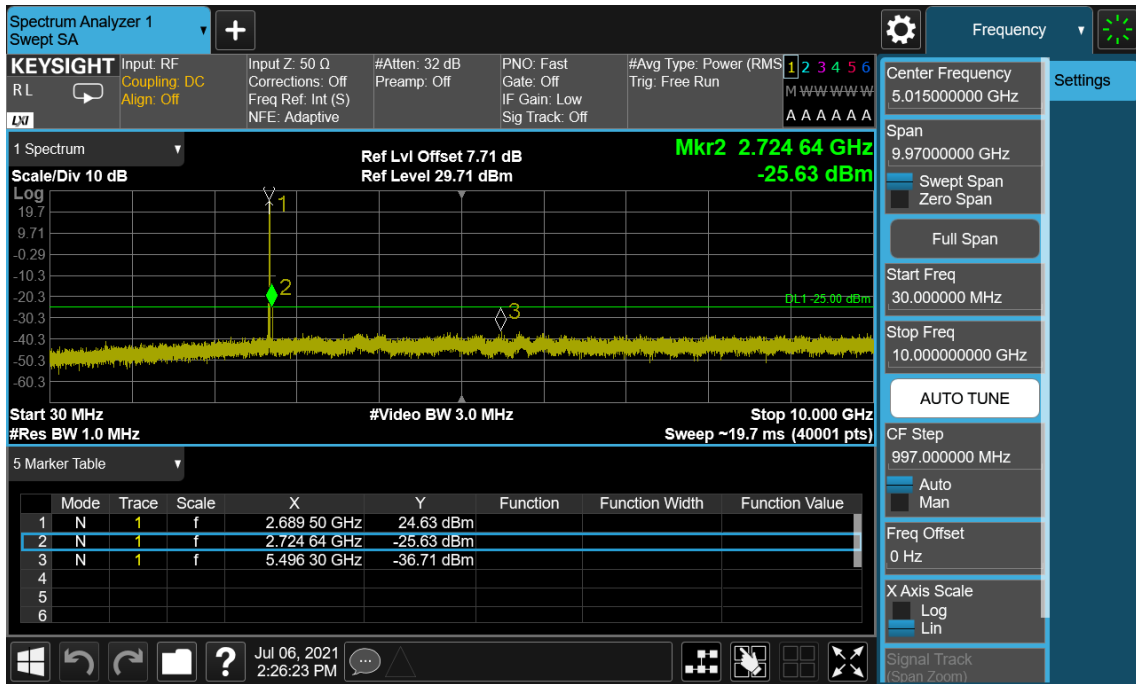 Spectrum Analyzer 1
Swept SA
+
Frequency
KEYSIGHT
RL
LXI
Input: RF
Coupling: DC
Align: Off
Input Z: 50 Ω
Corrections: Off
Freq Ref: Int (S)
NFE: Adaptive
#Atten: 32 dB
Preamp: Off
PNO: Fast
Gate: Off
IF Gain: Low
Sig Track: Off
#Avg Type: Power (RMS
Trig: Free Run
1 2 3 4 5 6
M W W W W W
A A A A A A
1 Spectrum
Scale/Div 10 dB
Ref Lvl Offset 7.71 dB
Ref Level 29.71 dBm
Mkr2 2.724 64 GHz
-25.63 dBm
Log
19.7
9.71
-0.29
-10.3
-20.3
-30.3
-40.3
-50.3
-60.3
1
2
3
DL1 -25.00 dBm
Start 30 MHz
#Video BW 3.0 MHz
Stop 10.000 GHz
#Res BW 1.0 MHz
Sweep ~19.7 ms (40001 pts)
5 Marker Table
Mode Trace Scale X Y Function Function Width Function Value
1 N 1 f 2.689 50 GHz 24.63 dBm
2 N 1 f 2.724 64 GHz -25.63 dBm
3 N 1 f 5.496 30 GHz -36.71 dBm
4
5
6
?
Jul 06, 2021
2:26:23 PM
Center Frequency
5.015000000 GHz
Span
9.97000000 GHz
Swept Span
Zero Span
Full Span
Start Freq
30.000000 MHz
Stop Freq
10.000000000 GHz
AUTO TUNE
CF Step
997.000000 MHz
Auto
Man
Freq Offset
0 Hz
X Axis Scale
Log
Lin
Signal Track
(Span Zoom)
Settings